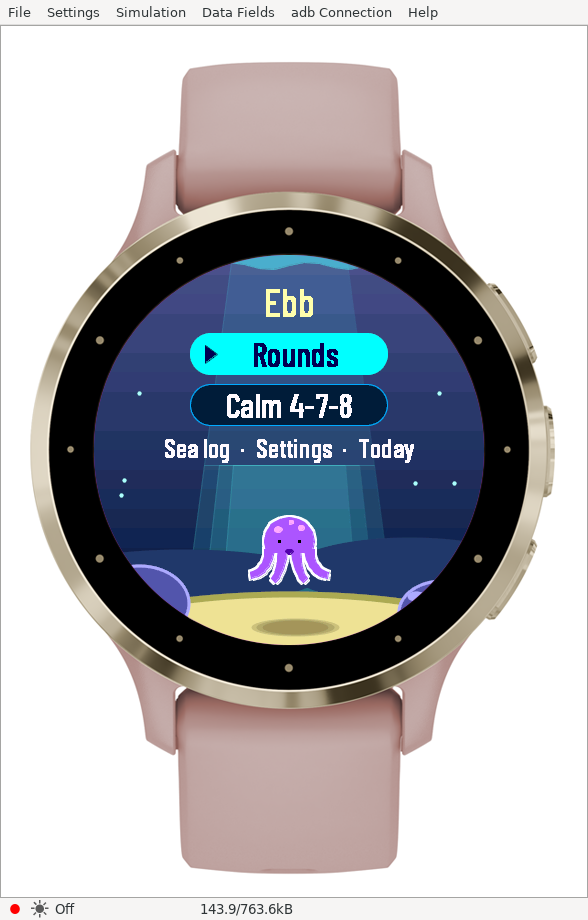 File Settings Simulation Data Fields adb Connection Help
Ebb
Rounds
Calm 4-7-8
Sea log · Settings · Today
Off 143.9/763.6kB